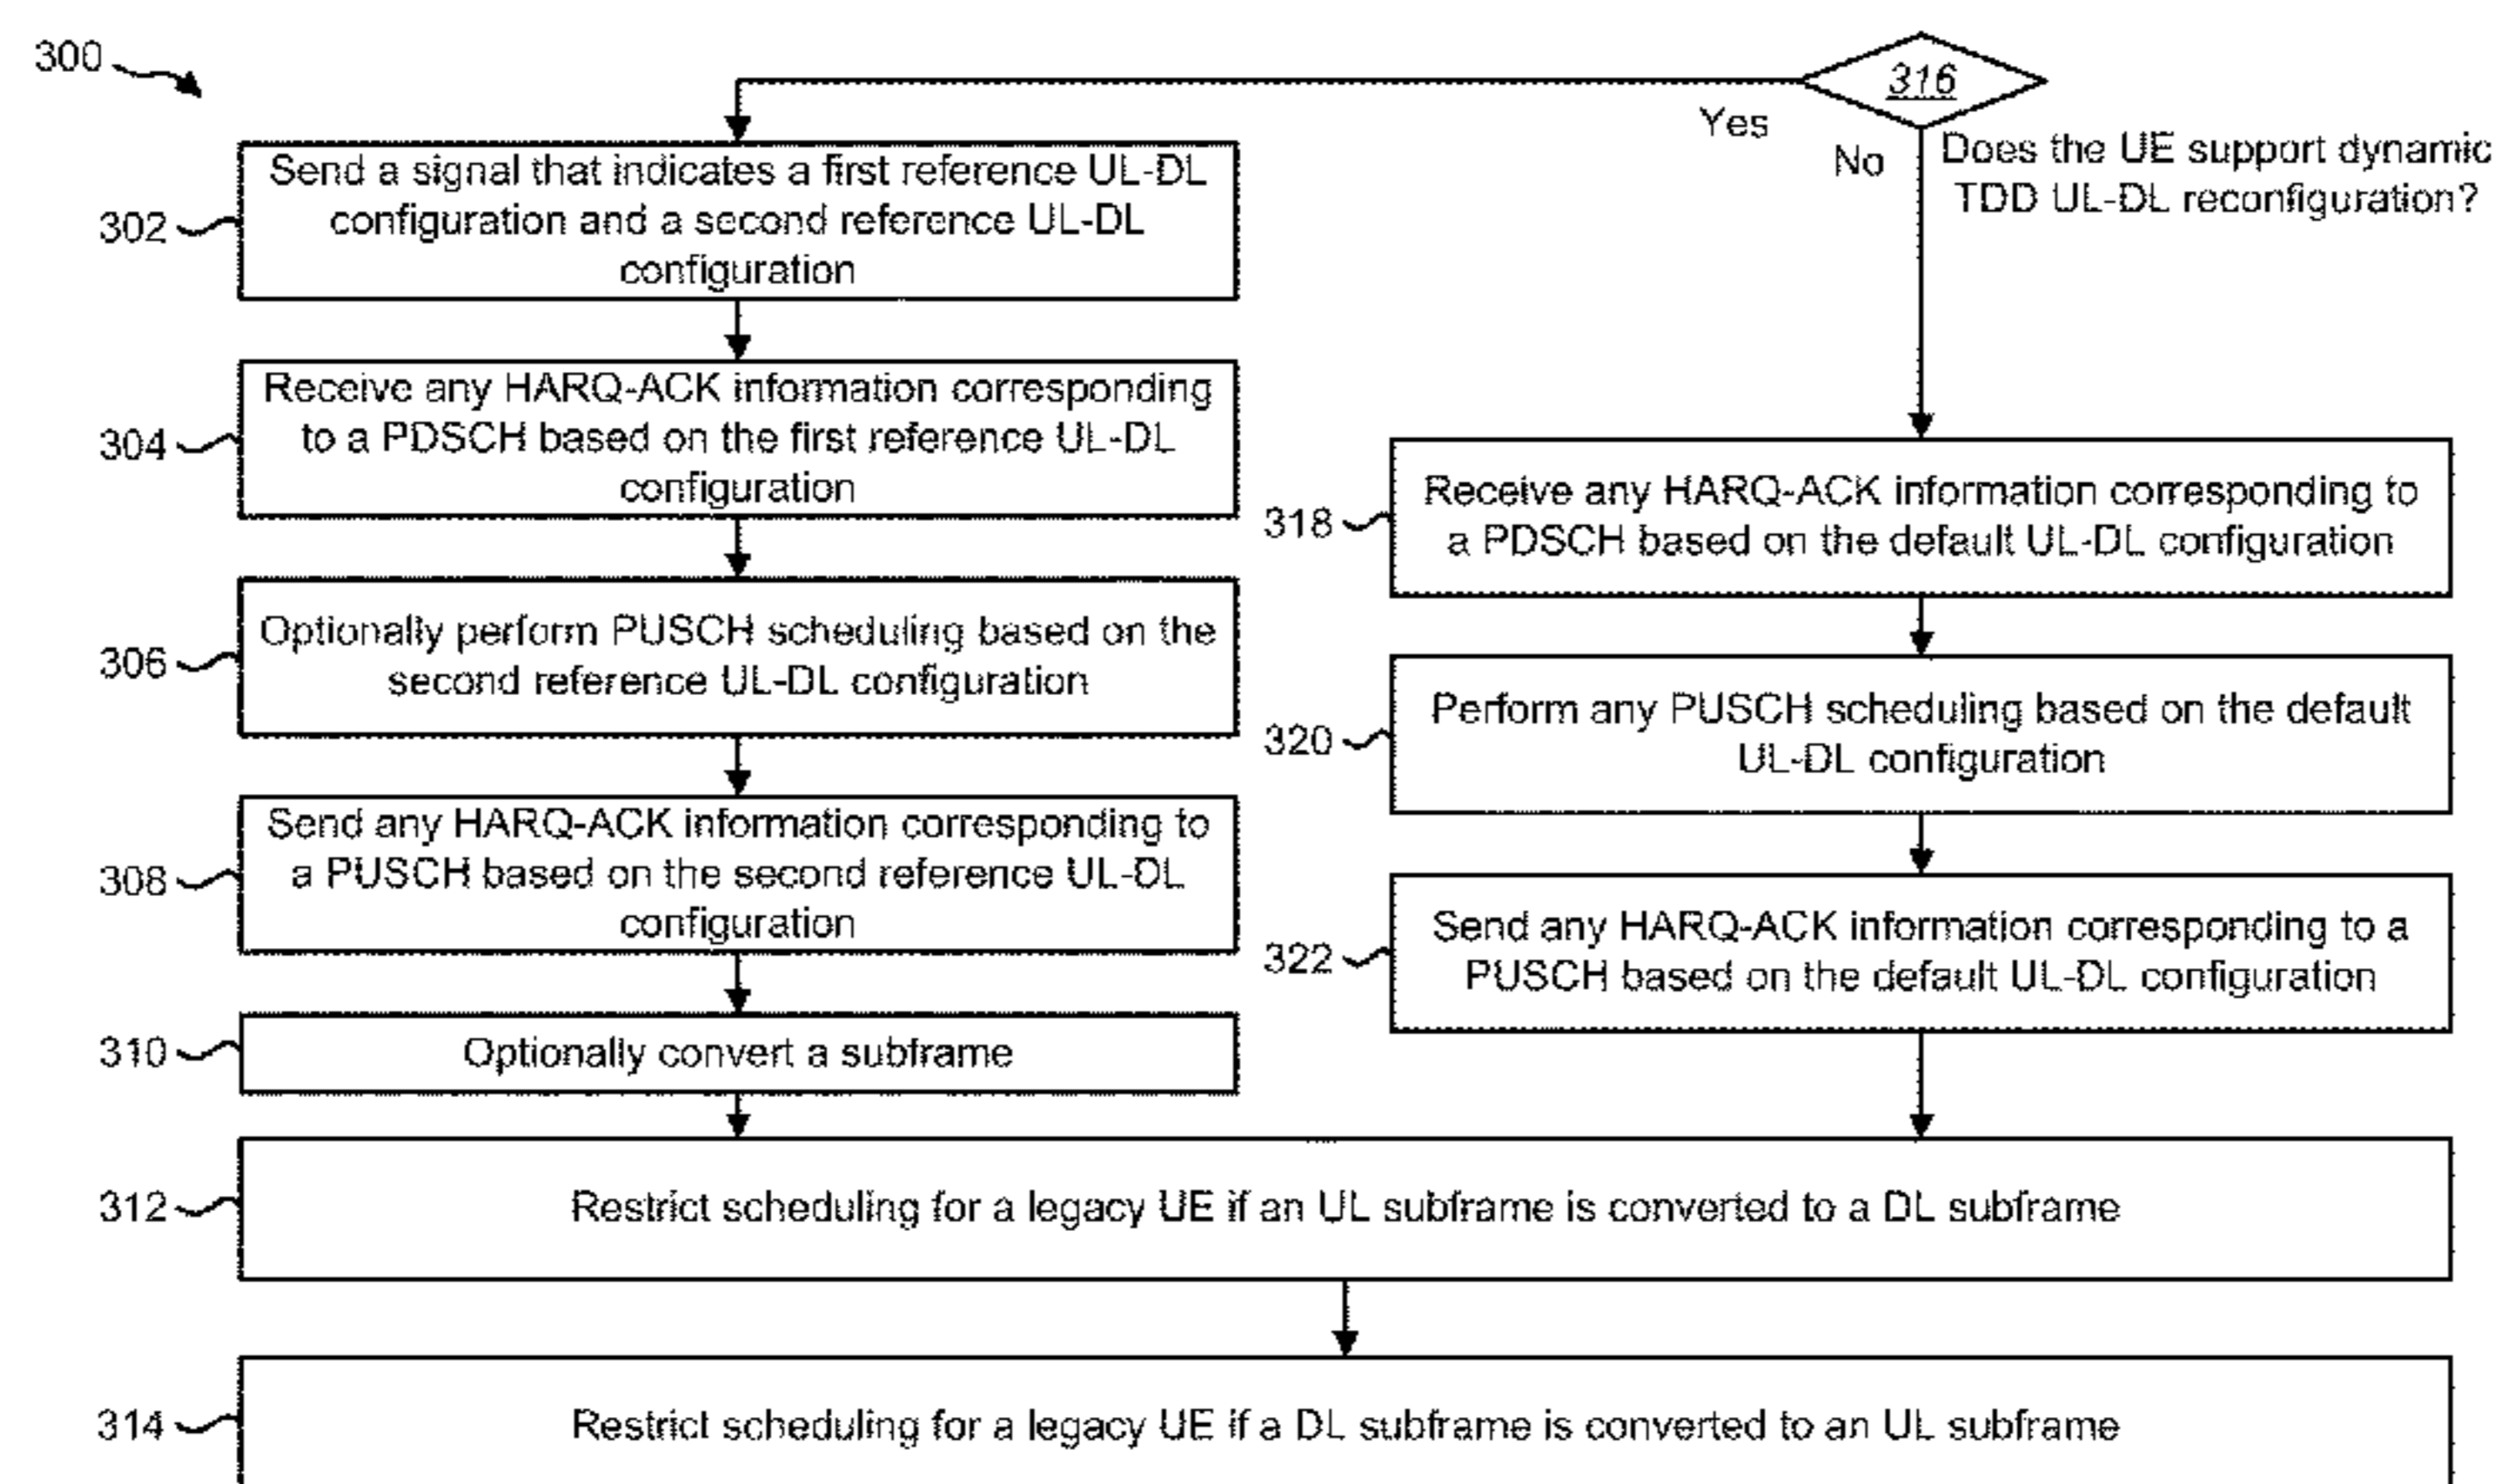 300
316
Yes
No
Does the UE support dynamic
TDD UL-DL reconfiguration?
302
Send a signal that indicates a first reference UL-DL
configuration and a second reference UL-DL
configuration
304
Receive any HARQ-ACK information corresponding
to a PDSCH based on the first reference UL-DL
configuration
306
Optionally perform PUSCH scheduling based on the
second reference UL-DL configuration
308
Send any HARQ-ACK information corresponding to
a PUSCH based on the second reference UL-DL
configuration
310
Optionally convert a subframe
318
Receive any HARQ-ACK information corresponding to
a PDSCH based on the default UL-DL configuration
320
Perform any PUSCH scheduling based on the default
UL-DL configuration
322
Send any HARQ-ACK information corresponding to a
PUSCH based on the default UL-DL configuration
312
Restrict scheduling for a legacy UE if an UL subframe is converted to a DL subframe
314
Restrict scheduling for a legacy UE if a DL subframe is converted to an UL subframe